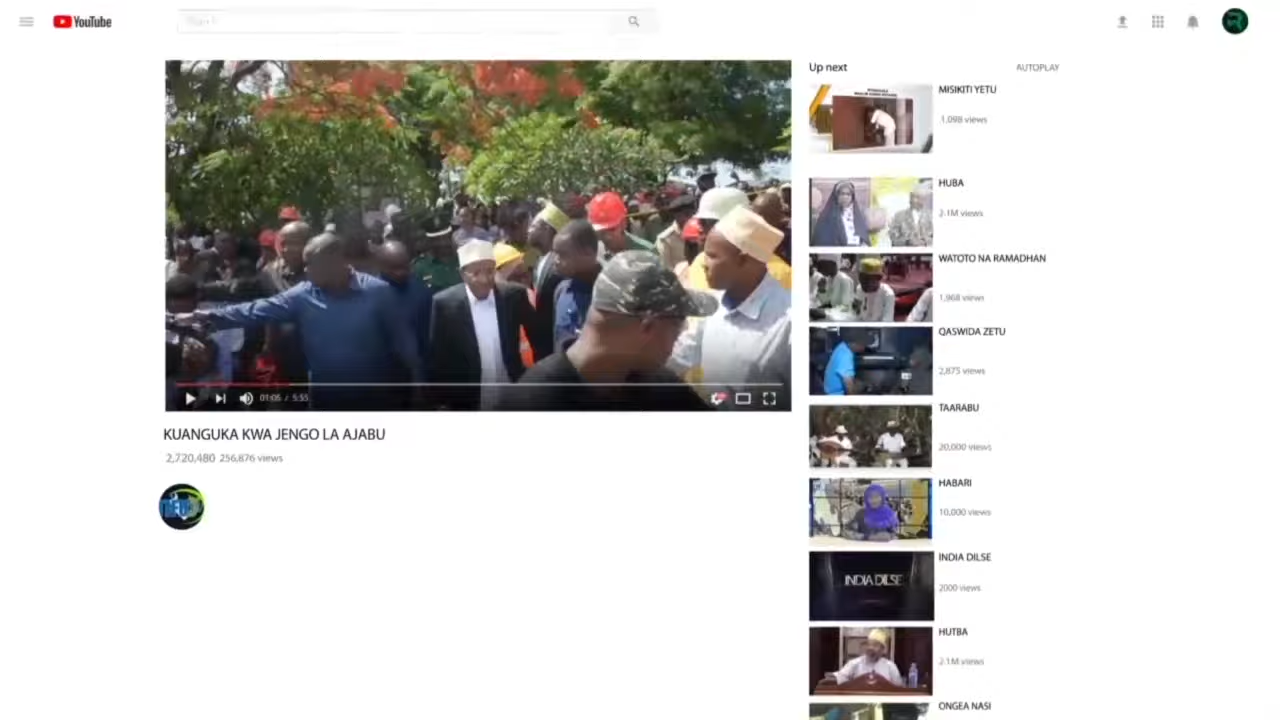 YouTube
KUANGUKA KWA JENGO LA AJABU
2,720,480 256,876 views
01:06 / 5:55
Up next
AUTOPLAY
MISIKITI YETU
1,098 views
HUBA
2.1M views
WATOTO NA RAMADHAN
1,968 views
QASWIDA ZETU
2,875 views
TAARABU
20,000 views
HABARI
10,000 views
INDIA DILSE
INDIA DILSE
2000 views
HUTBA
2.1M views
ONGEA NASI